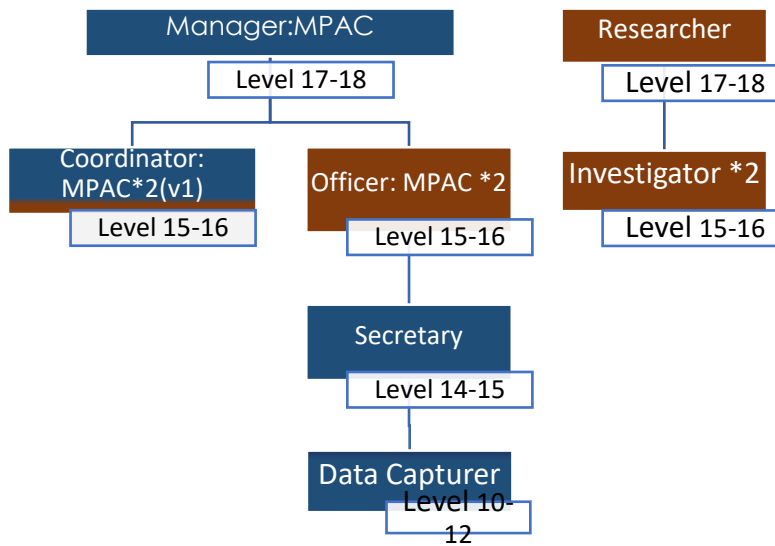 Manager:MPAC
Level 17-18
Researcher
Level 17-18
Coordinator:
MPAC*2(v1)
Level 15-16
Officer: MPAC *2
Level 15-16
Investigator *2
Level 15-16
Secretary
Level 14-15
Data Capturer
Level 10-
12